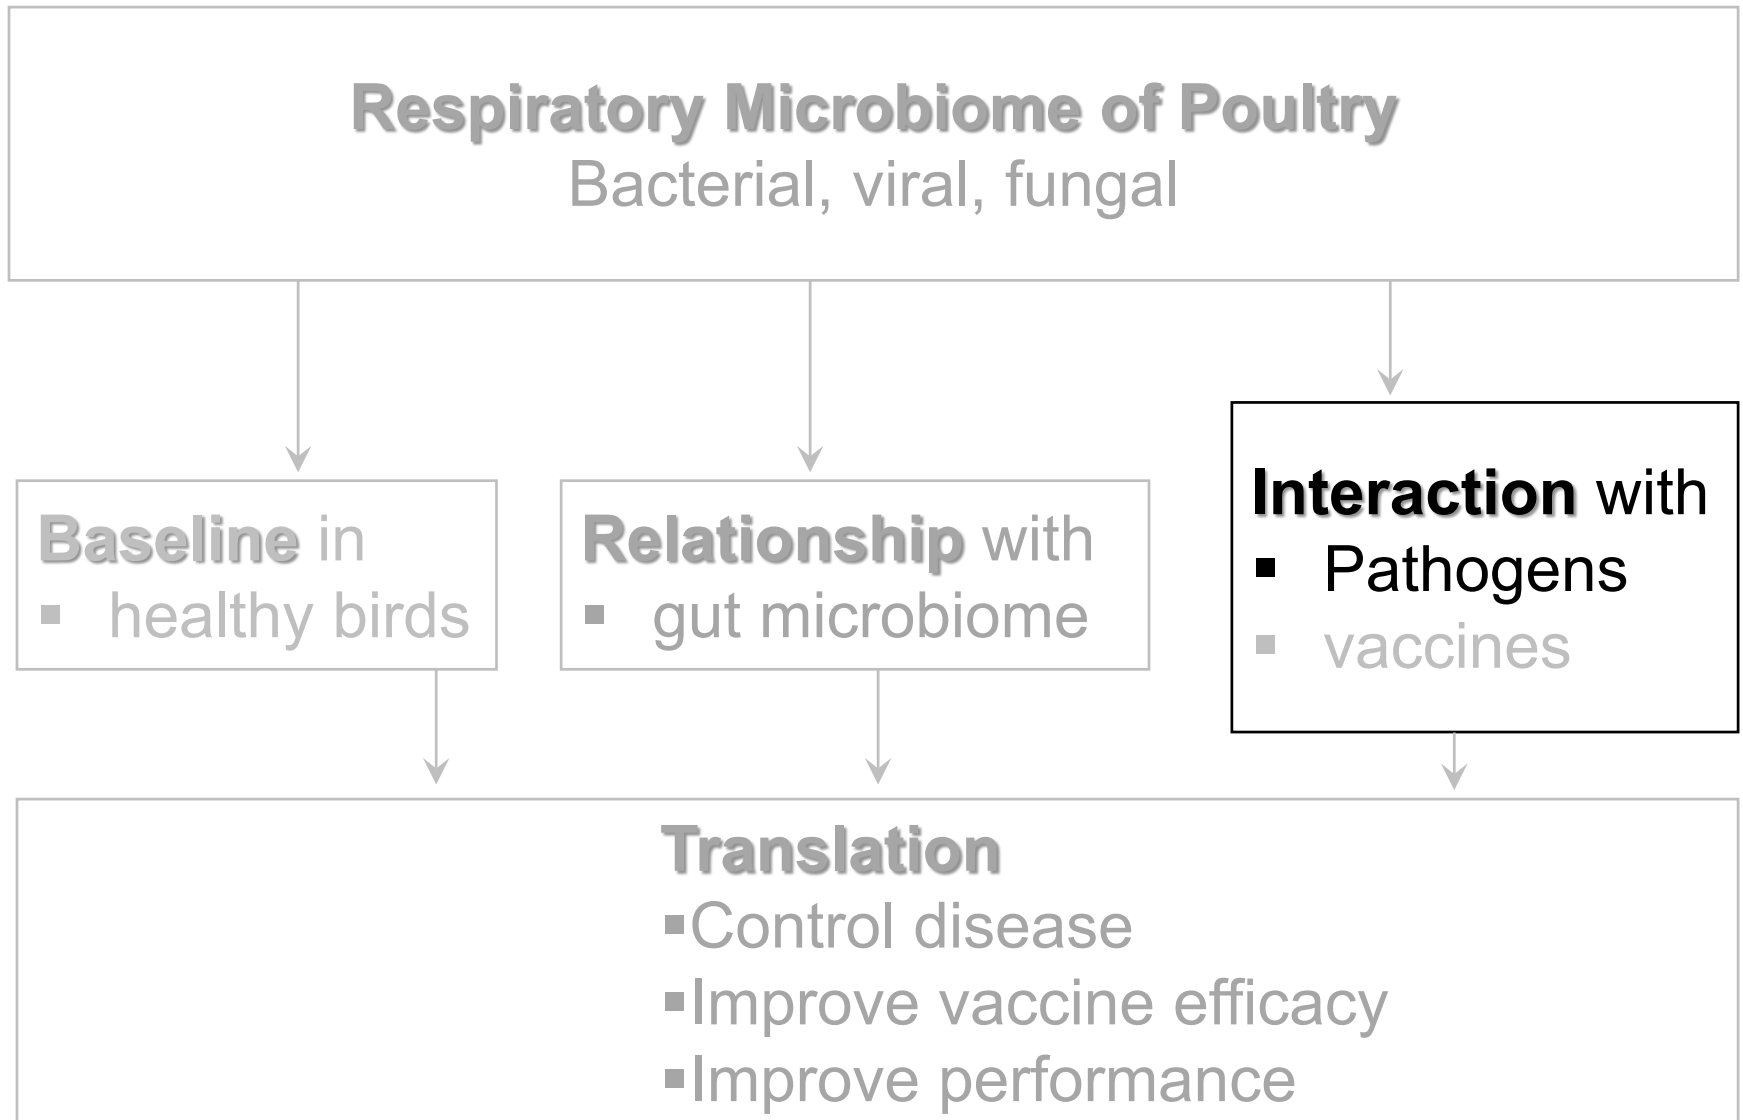 Respiratory Microbiome of Poultry
Bacterial, viral, fungal
Baseline in
▪ healthy birds
Relationship with
▪ gut microbiome
Interaction with
▪ Pathogens
▪ vaccines
Translation
▪Control disease
▪Improve vaccine efficacy
▪Improve performance